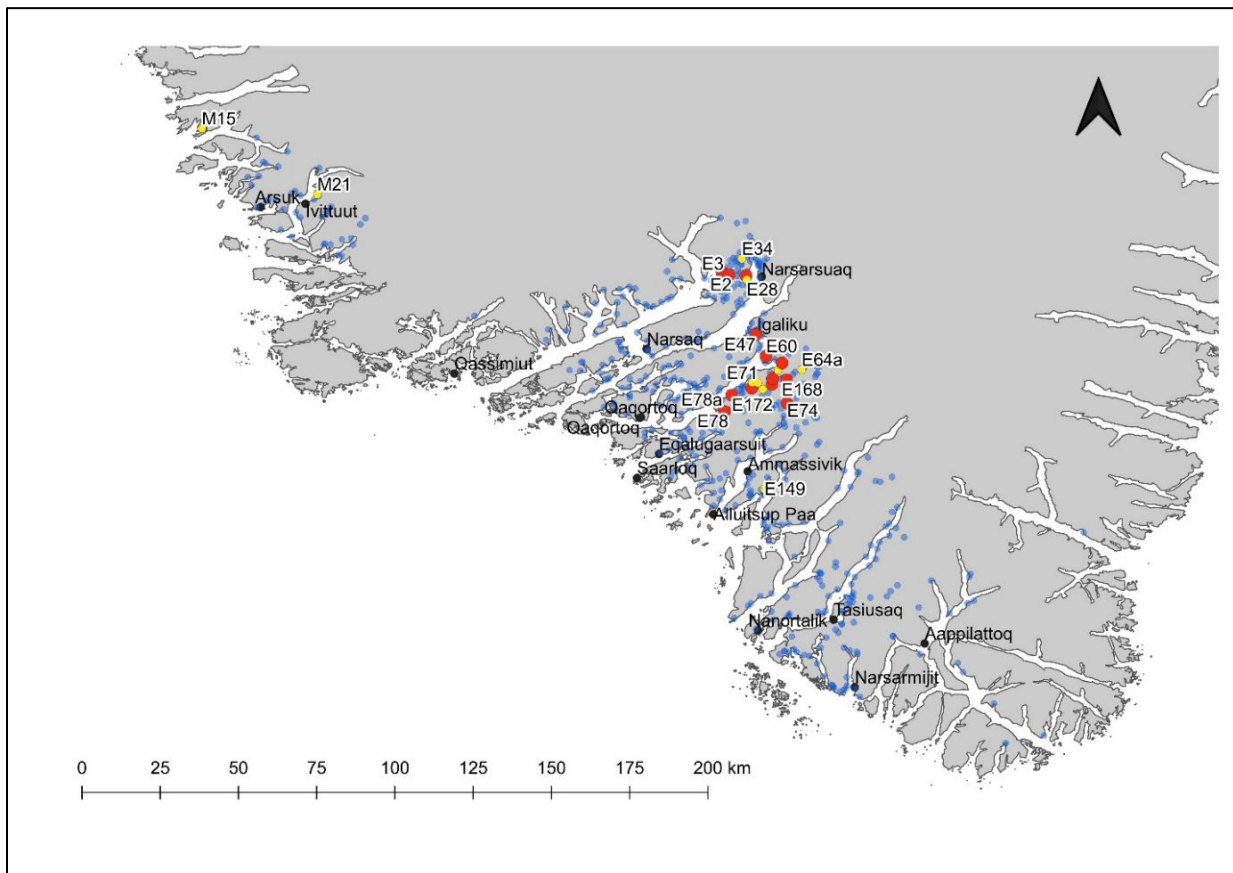 M15
M21
Arsuk
Ivittuut
E34
E3
Narsarsuaq
E2
E28
Igaliku
Narsaq
E47
E60
Qassimiut
E64a
E71
E168
E78a
E172
E74
Qaqortoq
E78
Qaqortoq
Eqalugaarsuit
Saarloq
Ammassivik
E149
Alluitsup Paa
Tasiusaq
Nanortalik
Aappilattoq
Narsarmijit
0 25 50 75 100 125 150 175 200 km